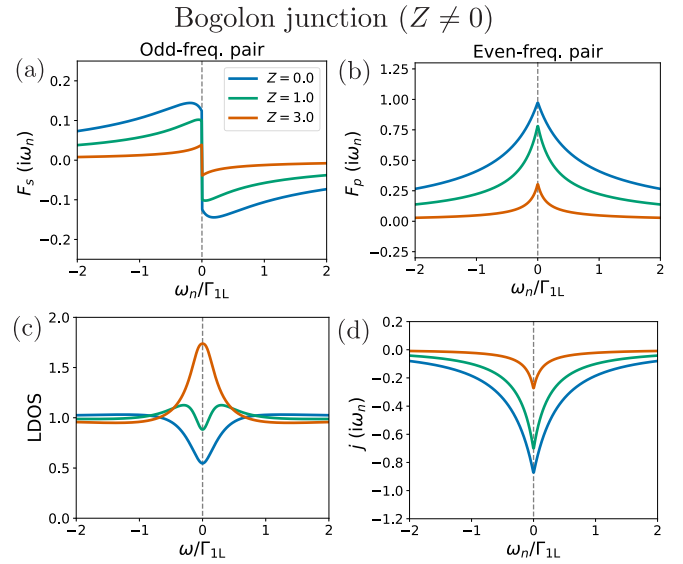 Bogolon junction (Z ≠ 0)
Odd-freq. pair
Even-freq. pair
(a)
(b)
Z = 0.0
Z = 1.0
Z = 3.0
F_s (iω_n)
0.2
0.1
0.0
−0.1
−0.2
−2
−1
0
1
2
ω_n/Γ_1L
F_p (iω_n)
1.25
1.00
0.75
0.50
0.25
0.00
−0.25
−2
−1
0
1
2
ω_n/Γ_1L
(c)
(d)
LDOS
2.0
1.5
1.0
0.5
0.0
−2
−1
0
1
2
ω/Γ_1L
j (iω_n)
0.2
0.0
−0.2
−0.4
−0.6
−0.8
−1.0
−1.2
−2
−1
0
1
2
ω_n/Γ_1L